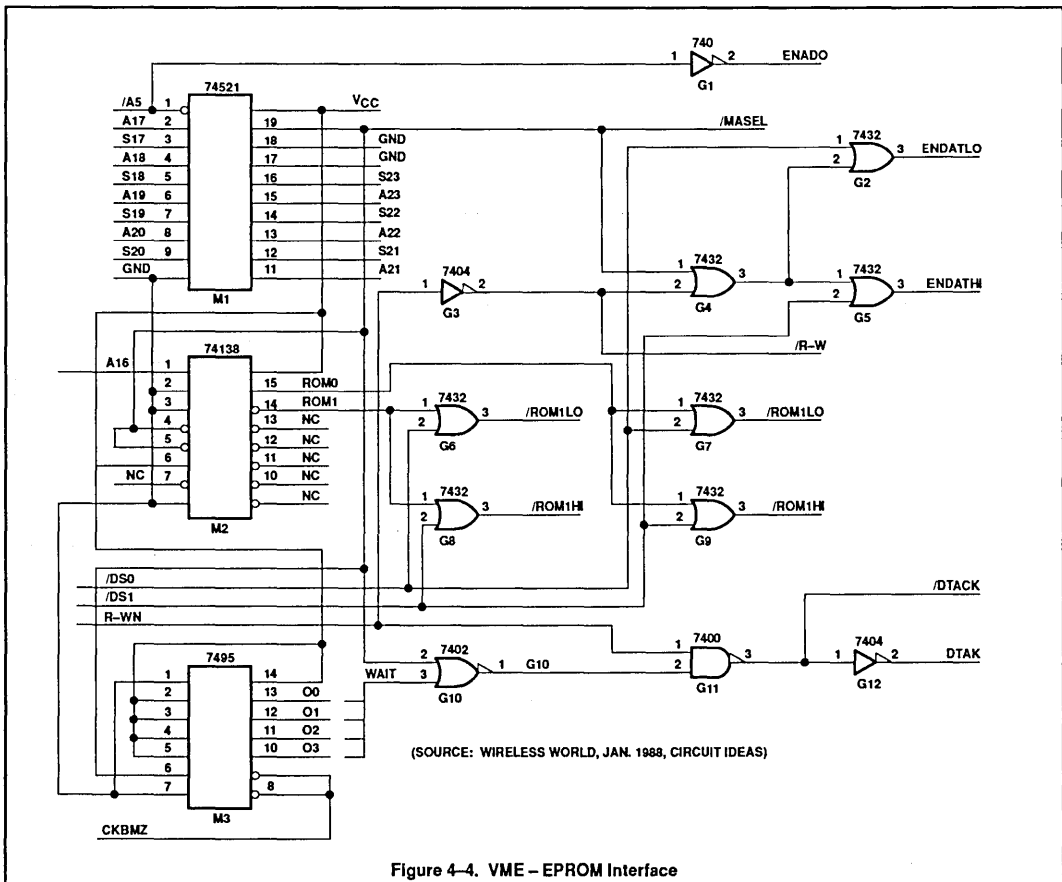 740
1 2 ENADO
G1
74521
VCC
/A5 1
A17 2 19 /MASEL
S17 3 18 GND
A18 4 17 GND
S18 5 16 S23
A19 6 15 A23
S19 7 14 S22
A20 8 13 A22
S20 9 12 S21
GND 11 A21
M1
7432
1 3 ENDATLO
2
G2
7404
1 2
G3
7432
1 3
2
G4
7432
1 3 ENDATHI
2
G5
/R-W
74138
A16 1
2 15 ROM0
3 14 ROM1
4 13 NC
5 12 NC
6 11 NC
NC 7 10 NC
NC
M2
7432
1 3 /ROM1LO
2
G6
7432
1 3 /ROM1LO
2
G7
7432
1 3 /ROM1HI
2
G8
7432
1 3 /ROM1HI
2
G9
/DS0
/DS1
R-WN
/DTACK
7495
1 14
2 13 O0
3 12 O1
4 11 O2
5 10 O3
6
7 8
M3
CKBMZ
WAIT
7402
2 1 G10
3
G10
7400
1 3
2
G11
7404
1 2 DTAK
G12
(SOURCE: WIRELESS WORLD, JAN. 1988, CIRCUIT IDEAS)
Figure 4-4. VME – EPROM Interface